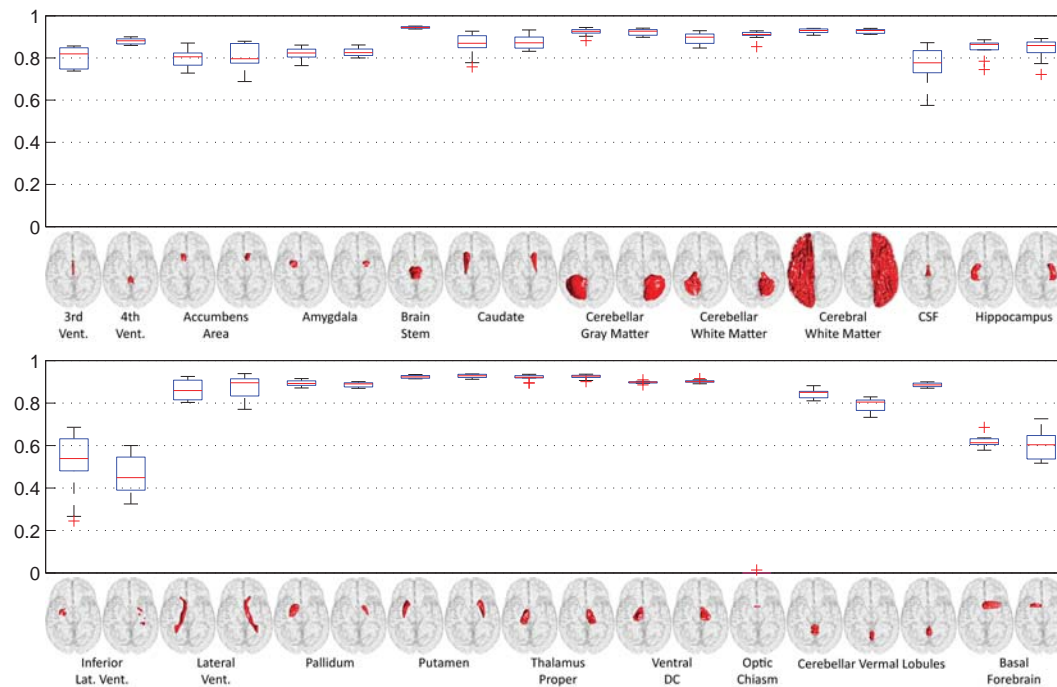 1
0.8
0.6
0.4
0.2
0
3rd
Vent.
4th
Vent.
Accumbens
Area
Amygdala
Brain
Stem
Caudate
Cerebellar
Gray Matter
Cerebellar
White Matter
Cerebral
White Matter
CSF
Hippocampus
1
0.8
0.6
0.4
0.2
0
Inferior
Lat. Vent.
Lateral
Vent.
Pallidum
Putamen
Thalamus
Proper
Ventral
DC
Optic
Chiasm
Cerebellar Vermal Lobules
Basal
Forebrain